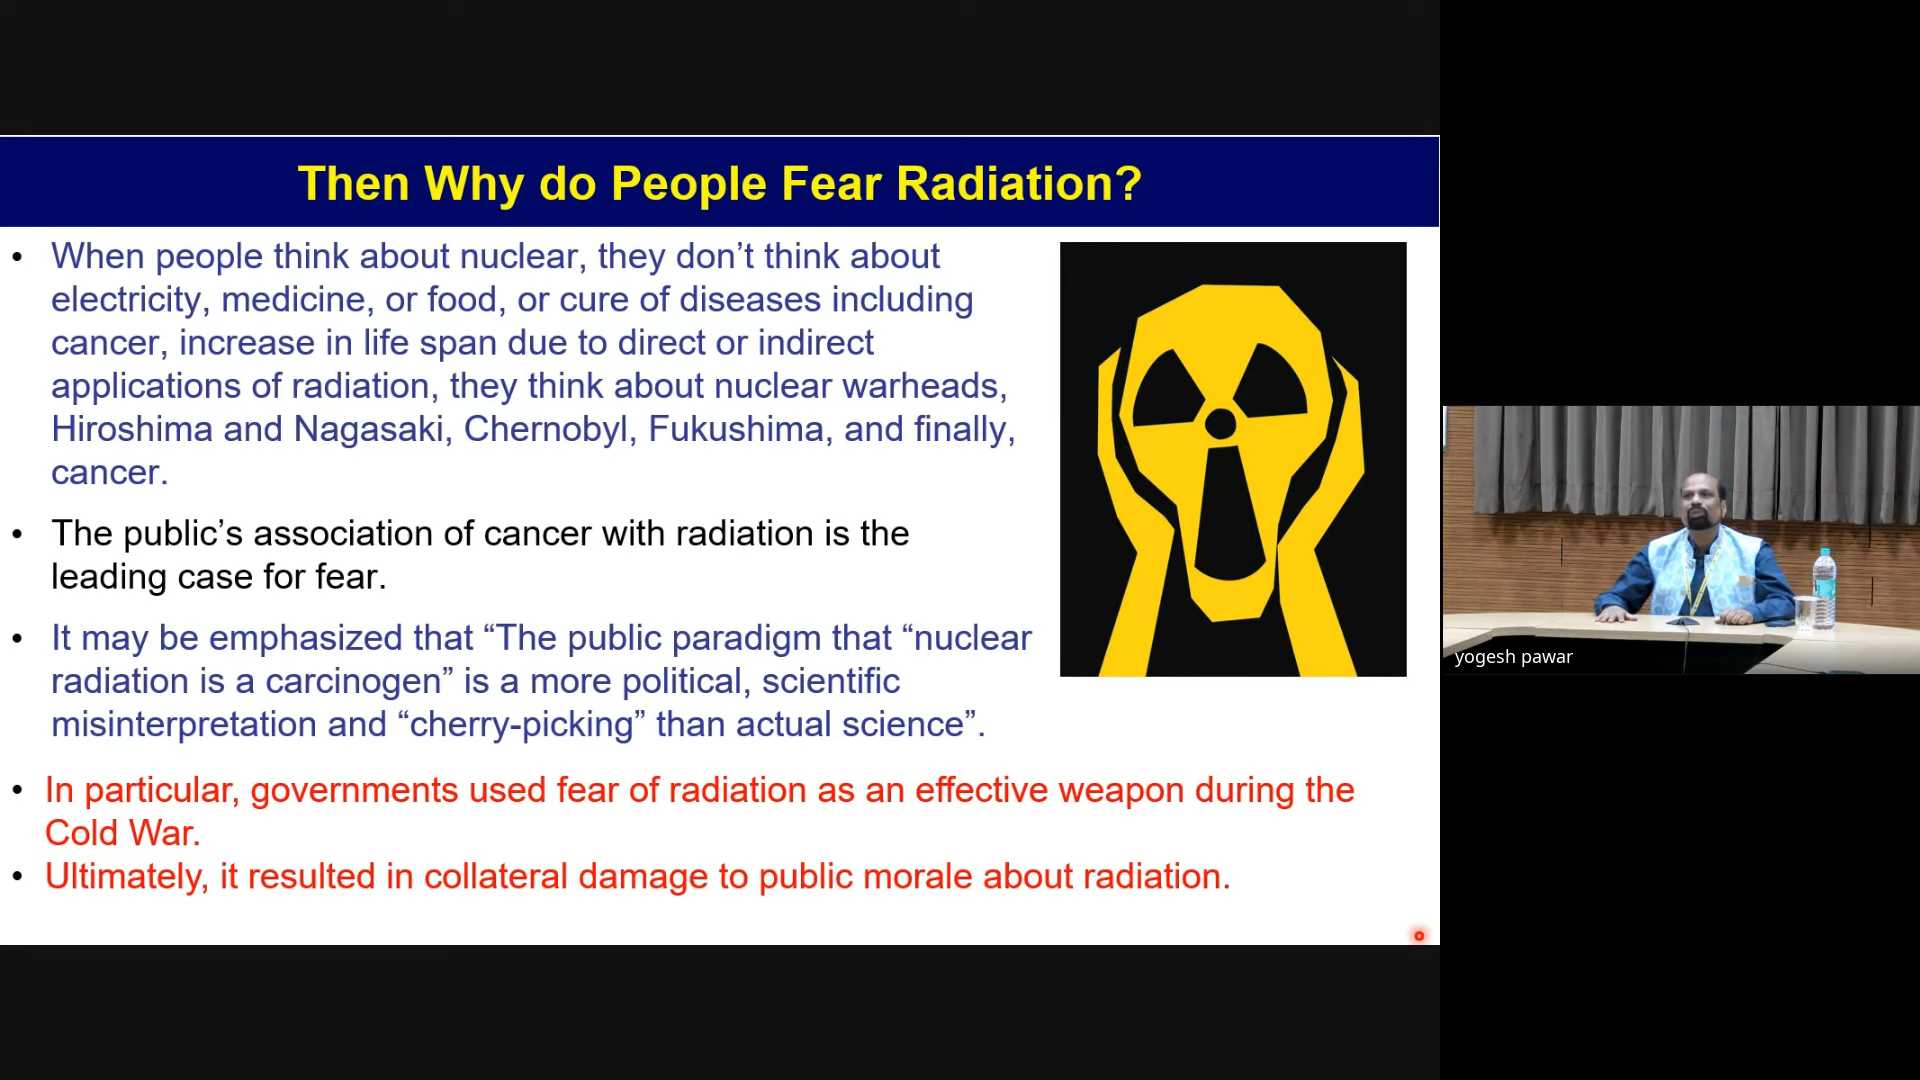 Then Why do People Fear Radiation?
• When people think about nuclear, they don’t think about
electricity, medicine, or food, or cure of diseases including
cancer, increase in life span due to direct or indirect
applications of radiation, they think about nuclear warheads,
Hiroshima and Nagasaki, Chernobyl, Fukushima, and finally,
cancer.
• The public’s association of cancer with radiation is the
leading case for fear.
• It may be emphasized that “The public paradigm that “nuclear
radiation is a carcinogen” is a more political, scientific
misinterpretation and “cherry-picking” than actual science”.
• In particular, governments used fear of radiation as an effective weapon during the
Cold War.
• Ultimately, it resulted in collateral damage to public morale about radiation.
yogesh pawar